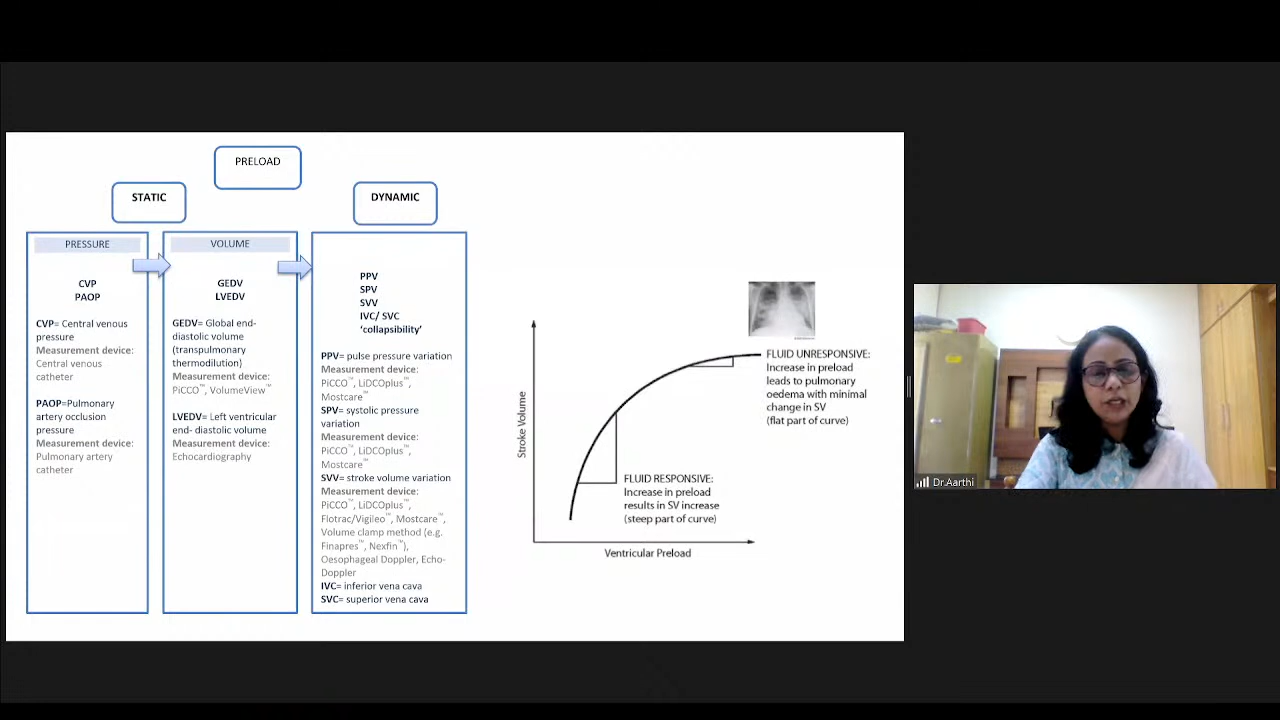 PRELOAD
STATIC
DYNAMIC
PRESSURE
CVP
PAOP
CVP= Central venous
pressure
Measurement device:
Central venous
catheter
PAOP=Pulmonary
artery occlusion
pressure
Measurement device:
Pulmonary artery
catheter
VOLUME
GEDV
LVEDV
GEDV= Global end-
diastolic volume
(transpulmonary
thermodilution)
Measurement device:
PiCCO™, VolumeView™
LVEDV= Left ventricular
end- diastolic volume
Measurement device:
Echocardiography
PPV
SPV
SVV
IVC/ SVC
‘collapsibility’
PPV= pulse pressure variation
Measurement device:
PiCCO™, LiDCOplus™,
Mostcare™
SPV= systolic pressure
variation
Measurement device:
PiCCO™, LiDCOplus™,
Mostcare™
SVV= stroke volume variation
Measurement device:
PiCCO™, LiDCOplus™,
Flotrac/Vigileo™, Mostcare™,
Volume clamp method (e.g.
Finapres™, Nexfin™),
Oesophageal Doppler, Echo-
Doppler
IVC= inferior vena cava
SVC= superior vena cava
Stroke Volume
FLUID UNRESPONSIVE:
Increase in preload
leads to pulmonary
oedema with minimal
change in SV
(flat part of curve)
FLUID RESPONSIVE:
Increase in preload
results in SV increase
(steep part of curve)
Ventricular Preload
Dr.Aarthi